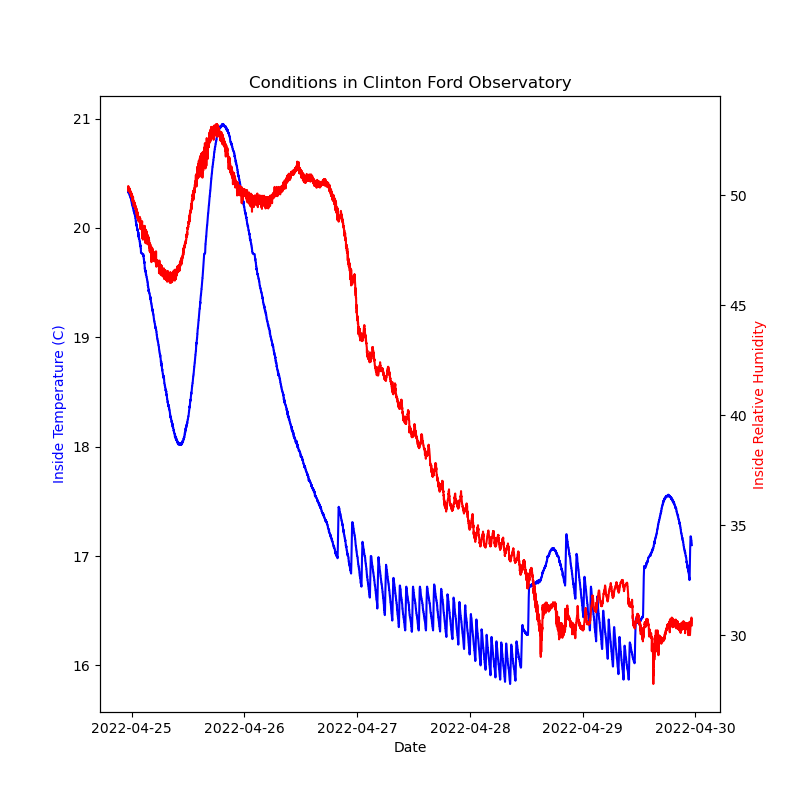 Conditions in Clinton Ford Observatory
21
20
19
18
17
16
Inside Temperature (C)
50
45
40
35
30
Inside Relative Humidity
2022-04-25 2022-04-26 2022-04-27 2022-04-28 2022-04-29 2022-04-30
Date